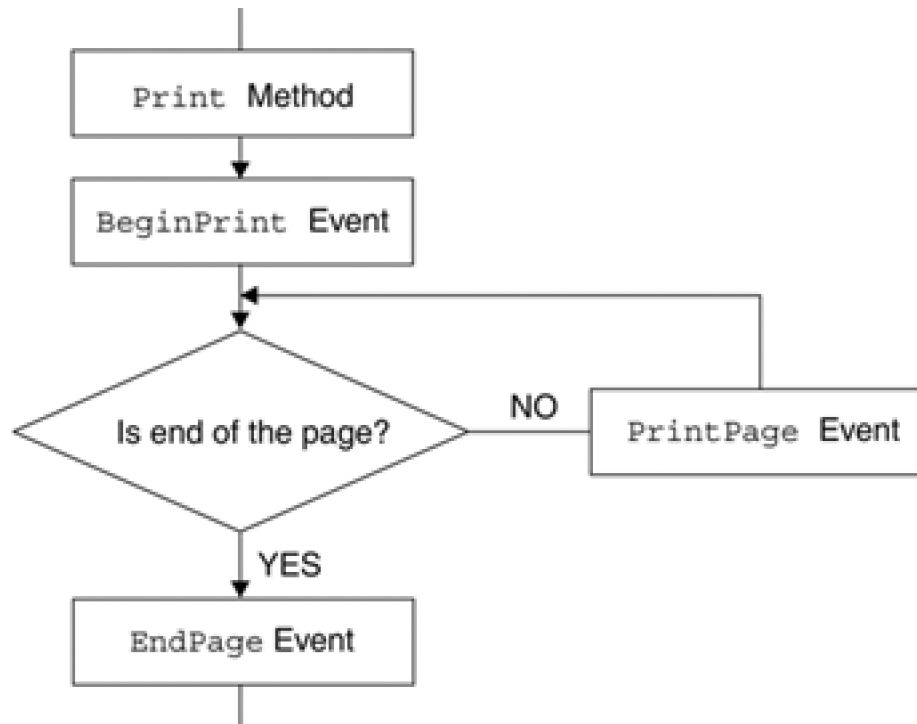 Print Method
BeginPrint Event
Is end of the page?
NO
PrintPage Event
YES
EndPage Event